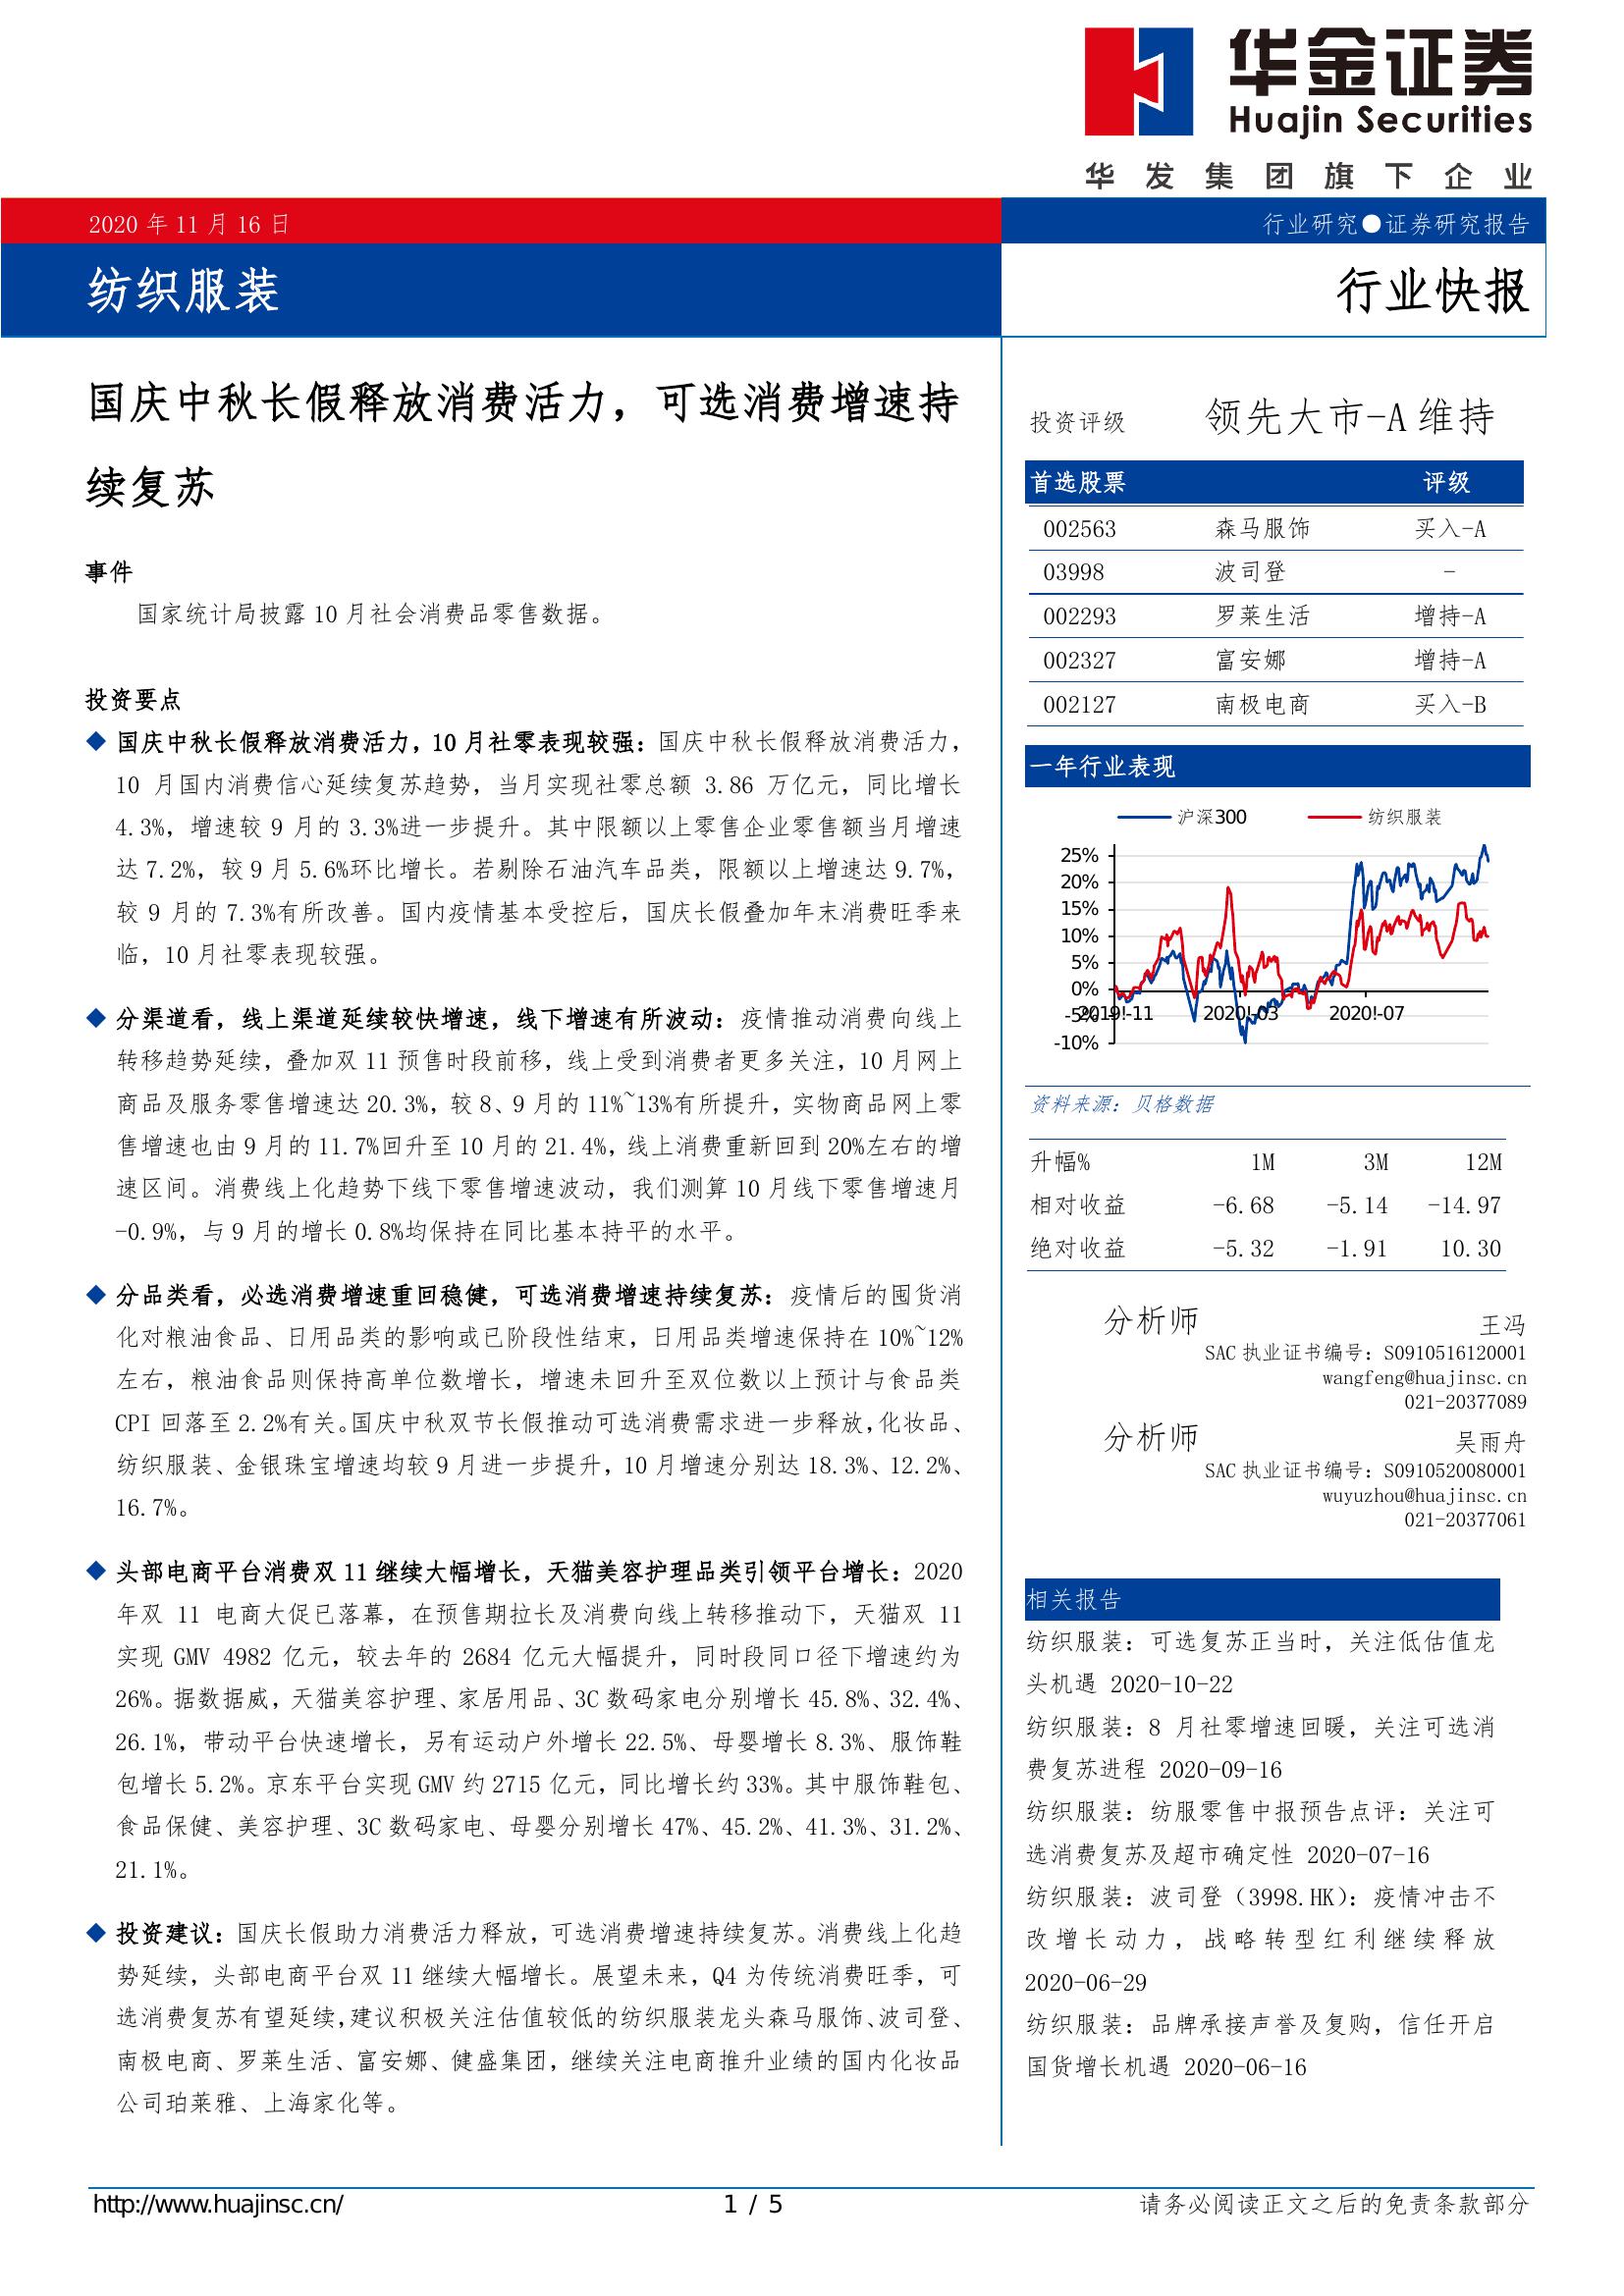 华金证券
Huajin Securities
华发集团旗下企业
2020 年 11 月 16 日
行业研究●证券研究报告
纺织服装
行业快报
国庆中秋长假释放消费活力，可选消费增速持
续复苏
事件
国家统计局披露 10 月社会消费品零售数据。
投资要点
◆ 国庆中秋长假释放消费活力，10 月社零表现较强：国庆中秋长假释放消费活力，
10 月国内消费信心延续复苏趋势，当月实现社零总额 3.86 万亿元，同比增长
4.3%，增速较 9 月的 3.3%进一步提升。其中限额以上零售企业零售额当月增速
达 7.2%，较 9 月 5.6%环比增长。若剔除石油汽车品类，限额以上增速达 9.7%，
较 9 月的 7.3%有所改善。国内疫情基本受控后，国庆长假叠加年末消费旺季来
临，10 月社零表现较强。
◆ 分渠道看，线上渠道延续较快增速，线下增速有所波动：疫情推动消费向线上
转移趋势延续，叠加双 11 预售时段前移，线上受到消费者更多关注，10 月网上
商品及服务零售增速达 20.3%，较 8、9 月的 11%~13%有所提升，实物商品网上零
售增速也由 9 月的 11.7%回升至 10 月的 21.4%，线上消费重新回到 20%左右的增
速区间。消费线上化趋势下线下零售增速波动，我们测算 10 月线下零售增速月
-0.9%，与 9 月的增长 0.8%均保持在同比基本持平的水平。
◆ 分品类看，必选消费增速重回稳健，可选消费增速持续复苏：疫情后的囤货消
化对粮油食品、日用品类的影响或已阶段性结束，日用品类增速保持在 10%~12%
左右，粮油食品则保持高单位数增长，增速未回升至双位数以上预计与食品类
CPI 回落至 2.2%有关。国庆中秋双节长假推动可选消费需求进一步释放，化妆品、
纺织服装、金银珠宝增速均较 9 月进一步提升，10 月增速分别达 18.3%、12.2%、
16.7%。
◆ 头部电商平台消费双 11 继续大幅增长，天猫美容护理品类引领平台增长：2020
年双 11 电商大促已落幕，在预售期拉长及消费向线上转移推动下，天猫双 11
实现 GMV 4982 亿元，较去年的 2684 亿元大幅提升，同时段同口径下增速约为
26%。据数据威，天猫美容护理、家居用品、3C 数码家电分别增长 45.8%、32.4%、
26.1%，带动平台快速增长，另有运动户外增长 22.5%、母婴增长 8.3%、服饰鞋
包增长 5.2%。京东平台实现 GMV 约 2715 亿元，同比增长约 33%。其中服饰鞋包、
食品保健、美容护理、3C 数码家电、母婴分别增长 47%、45.2%、41.3%、31.2%、
21.1%。
◆ 投资建议：国庆长假助力消费活力释放，可选消费增速持续复苏。消费线上化趋
势延续，头部电商平台双 11 继续大幅增长。展望未来，Q4 为传统消费旺季，可
选消费复苏有望延续，建议积极关注估值较低的纺织服装龙头森马服饰、波司登、
南极电商、罗莱生活、富安娜、健盛集团，继续关注电商推升业绩的国内化妆品
公司珀莱雅、上海家化等。
投资评级 领先大市-A 维持
首选股票 评级
002563 森马服饰 买入-A
03998 波司登 -
002293 罗莱生活 增持-A
002327 富安娜 增持-A
002127 南极电商 买入-B
一年行业表现
沪深300 纺织服装
25%
20%
15%
10%
5%
0%
-5%
-10%
2019!-11 2020!-03 2020!-07
资料来源：贝格数据
升幅% 1M 3M 12M
相对收益 -6.68 -5.14 -14.97
绝对收益 -5.32 -1.91 10.30
分析师 王冯
SAC 执业证书编号：S0910516120001
wangfeng@huajinsc.cn
021-20377089
分析师 吴雨舟
SAC 执业证书编号：S0910520080001
wuyuzhou@huajinsc.cn
021-20377061
相关报告
纺织服装：可选复苏正当时，关注低估值龙
头机遇 2020-10-22
纺织服装：8 月社零增速回暖，关注可选消
费复苏进程 2020-09-16
纺织服装：纺服零售中报预告点评：关注可
选消费复苏及超市确定性 2020-07-16
纺织服装：波司登（3998.HK）：疫情冲击不
改增长动力，战略转型红利继续释放
2020-06-29
纺织服装：品牌承接声誉及复购，信任开启
国货增长机遇 2020-06-16
http://www.huajinsc.cn/
1 / 5
请务必阅读正文之后的免责条款部分